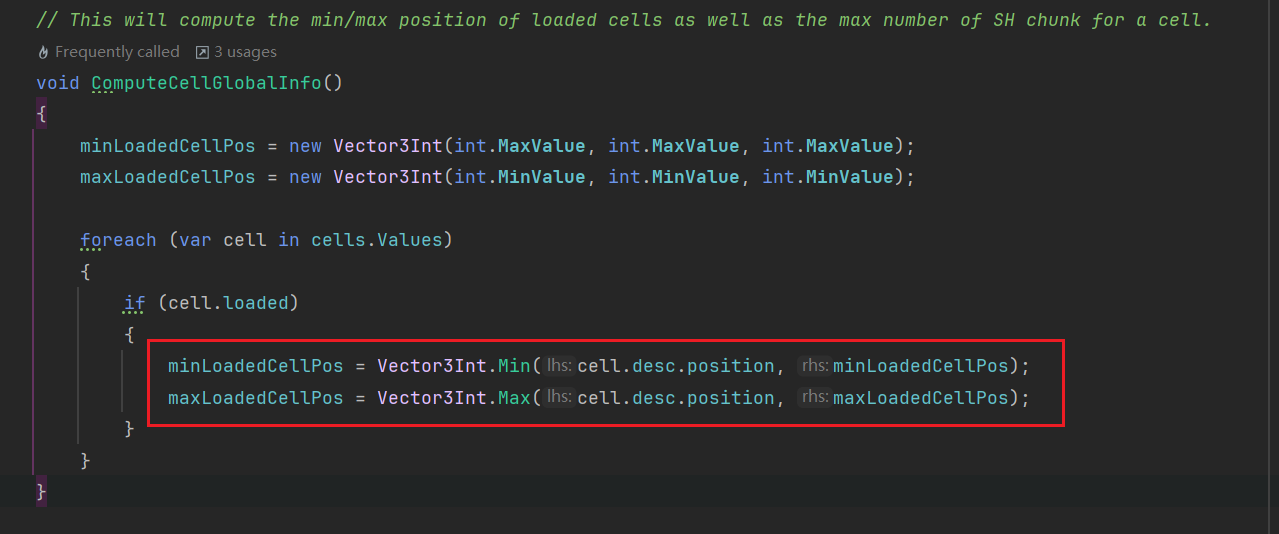 // This will compute the min/max position of loaded cells as well as the max number of SH chunk for a cell.
Frequently called 3 usages
void ComputeCellGlobalInfo()
{
minLoadedCellPos = new Vector3Int(int.MaxValue, int.MaxValue, int.MaxValue);
maxLoadedCellPos = new Vector3Int(int.MinValue, int.MinValue, int.MinValue);
foreach (var cell in cells.Values)
{
if (cell.loaded)
{
minLoadedCellPos = Vector3Int.Min(lhs: cell.desc.position, rhs: minLoadedCellPos);
maxLoadedCellPos = Vector3Int.Max(lhs: cell.desc.position, rhs: maxLoadedCellPos);
}
}
}